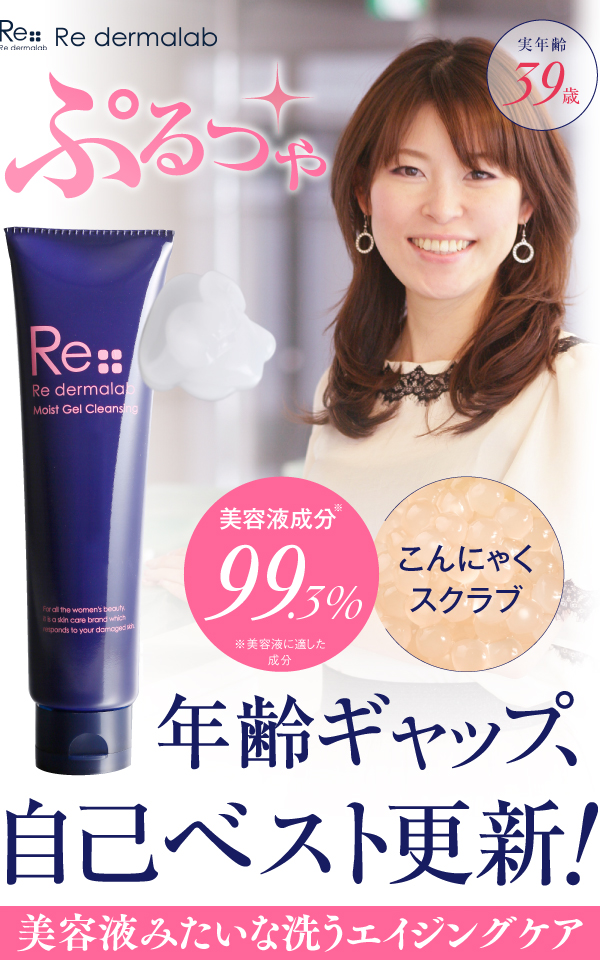 Re
Re dermalab
Re dermalab
実年齢
39歳
ぷるつや
Re
Re dermalab
Moist Gel Cleansing
For all the women's beauty.
It is a skin care brand which
responds to your damaged skin.
美容液成分※
99.3%
※美容液に適した
成分
こんにゃく
スクラブ
年齢ギャップ、
自己ベスト更新!
美容液みたいな洗うエイジングケア